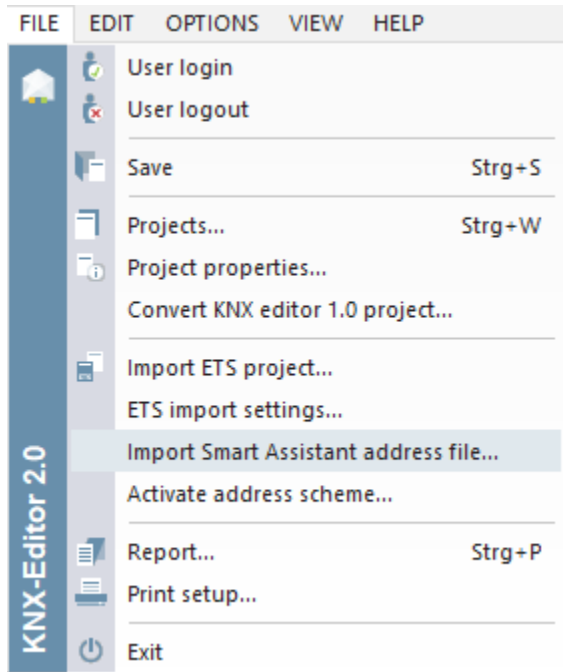 FILE EDIT OPTIONS VIEW HELP
User login
User logout
Save Strg+S
Projects... Strg+W
Project properties...
Convert KNX editor 1.0 project...
Import ETS project...
ETS import settings...
Import Smart Assistant address file...
Activate address scheme...
Report... Strg+P
Print setup...
Exit
KNX-Editor 2.0